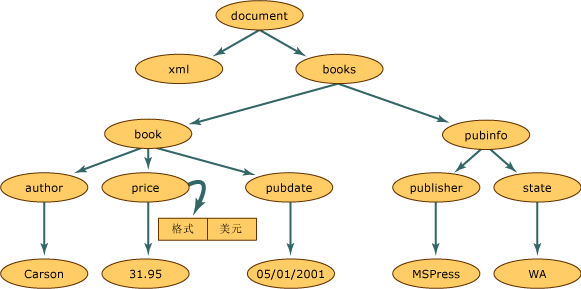 document
xml books
book pubinfo
author price pubdate publisher state
格式 美元
Carson 31.95 05/01/2001 MSPress WA